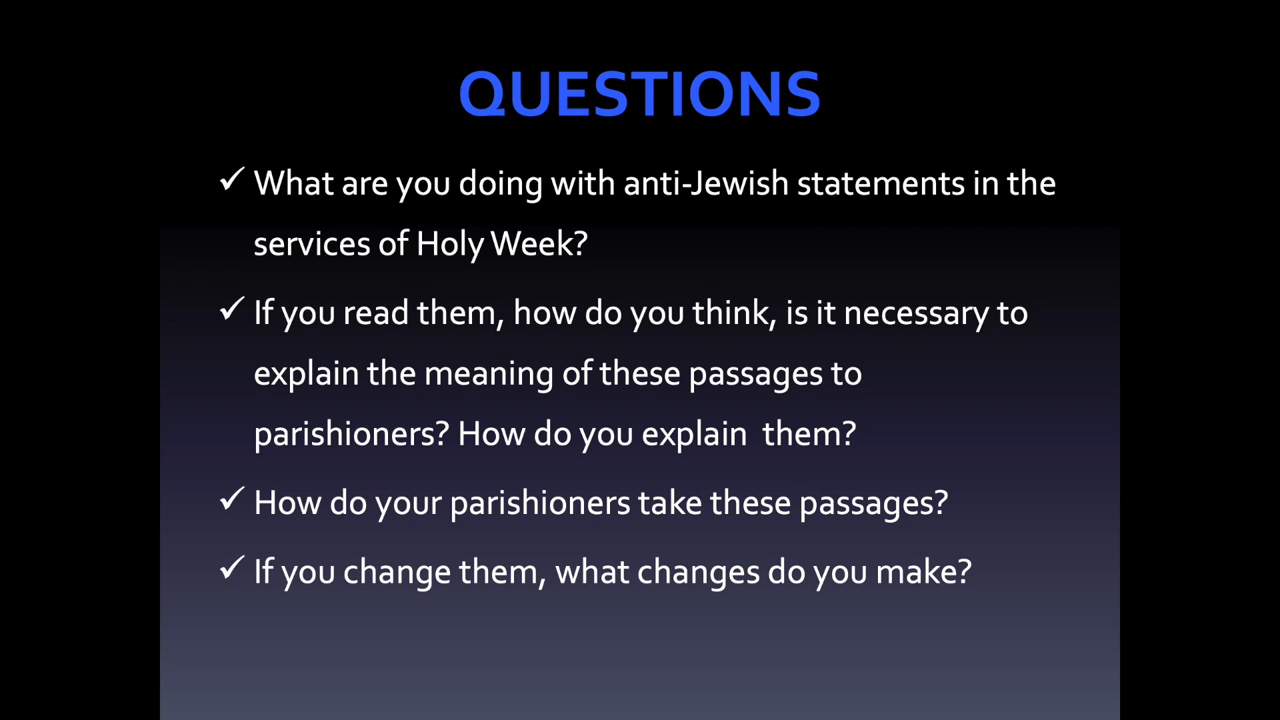 QUESTIONS
✓ What are you doing with anti-Jewish statements in the
services of Holy Week?
✓ If you read them, how do you think, is it necessary to
explain the meaning of these passages to
parishioners? How do you explain  them?
✓ How do your parishioners take these passages?
✓ If you change them, what changes do you make?